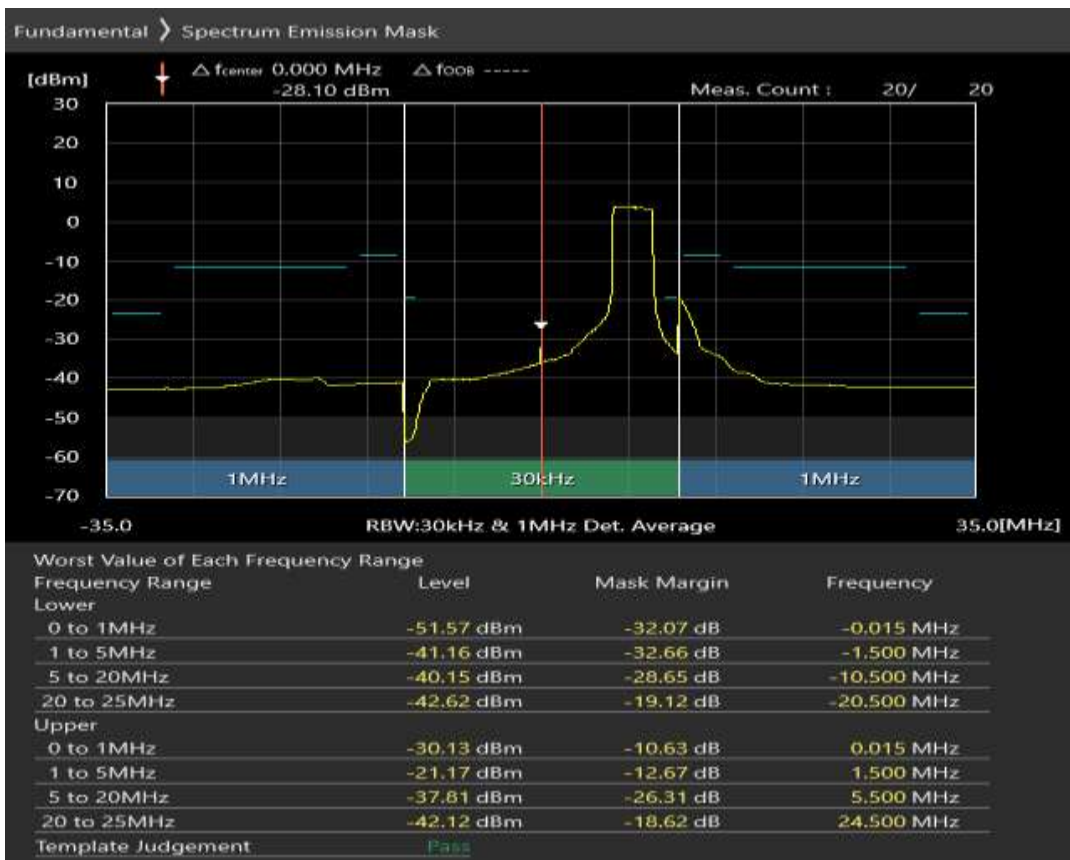 Fundamental 〉 Spectrum Emission Mask
[dBm] △ fcenter 0.000 MHz △ fOOB -----
-28.10 dBm Meas. Count : 20/ 20
30
20
10
0
-10
-20
-30
-40
-50
-60
-70
1MHz 30kHz 1MHz
-35.0 RBW:30kHz & 1MHz Det. Average 35.0[MHz]
Worst Value of Each Frequency Range
Frequency Range Level Mask Margin Frequency
Lower
0 to 1MHz -51.57 dBm -32.07 dB -0.015 MHz
1 to 5MHz -41.16 dBm -32.66 dB -1.500 MHz
5 to 20MHz -40.15 dBm -28.65 dB -10.500 MHz
20 to 25MHz -42.62 dBm -19.12 dB -20.500 MHz
Upper
0 to 1MHz -30.13 dBm -10.63 dB 0.015 MHz
1 to 5MHz -21.17 dBm -12.67 dB 1.500 MHz
5 to 20MHz -37.81 dBm -26.31 dB 5.500 MHz
20 to 25MHz -42.12 dBm -18.62 dB 24.500 MHz
Template Judgement Pass